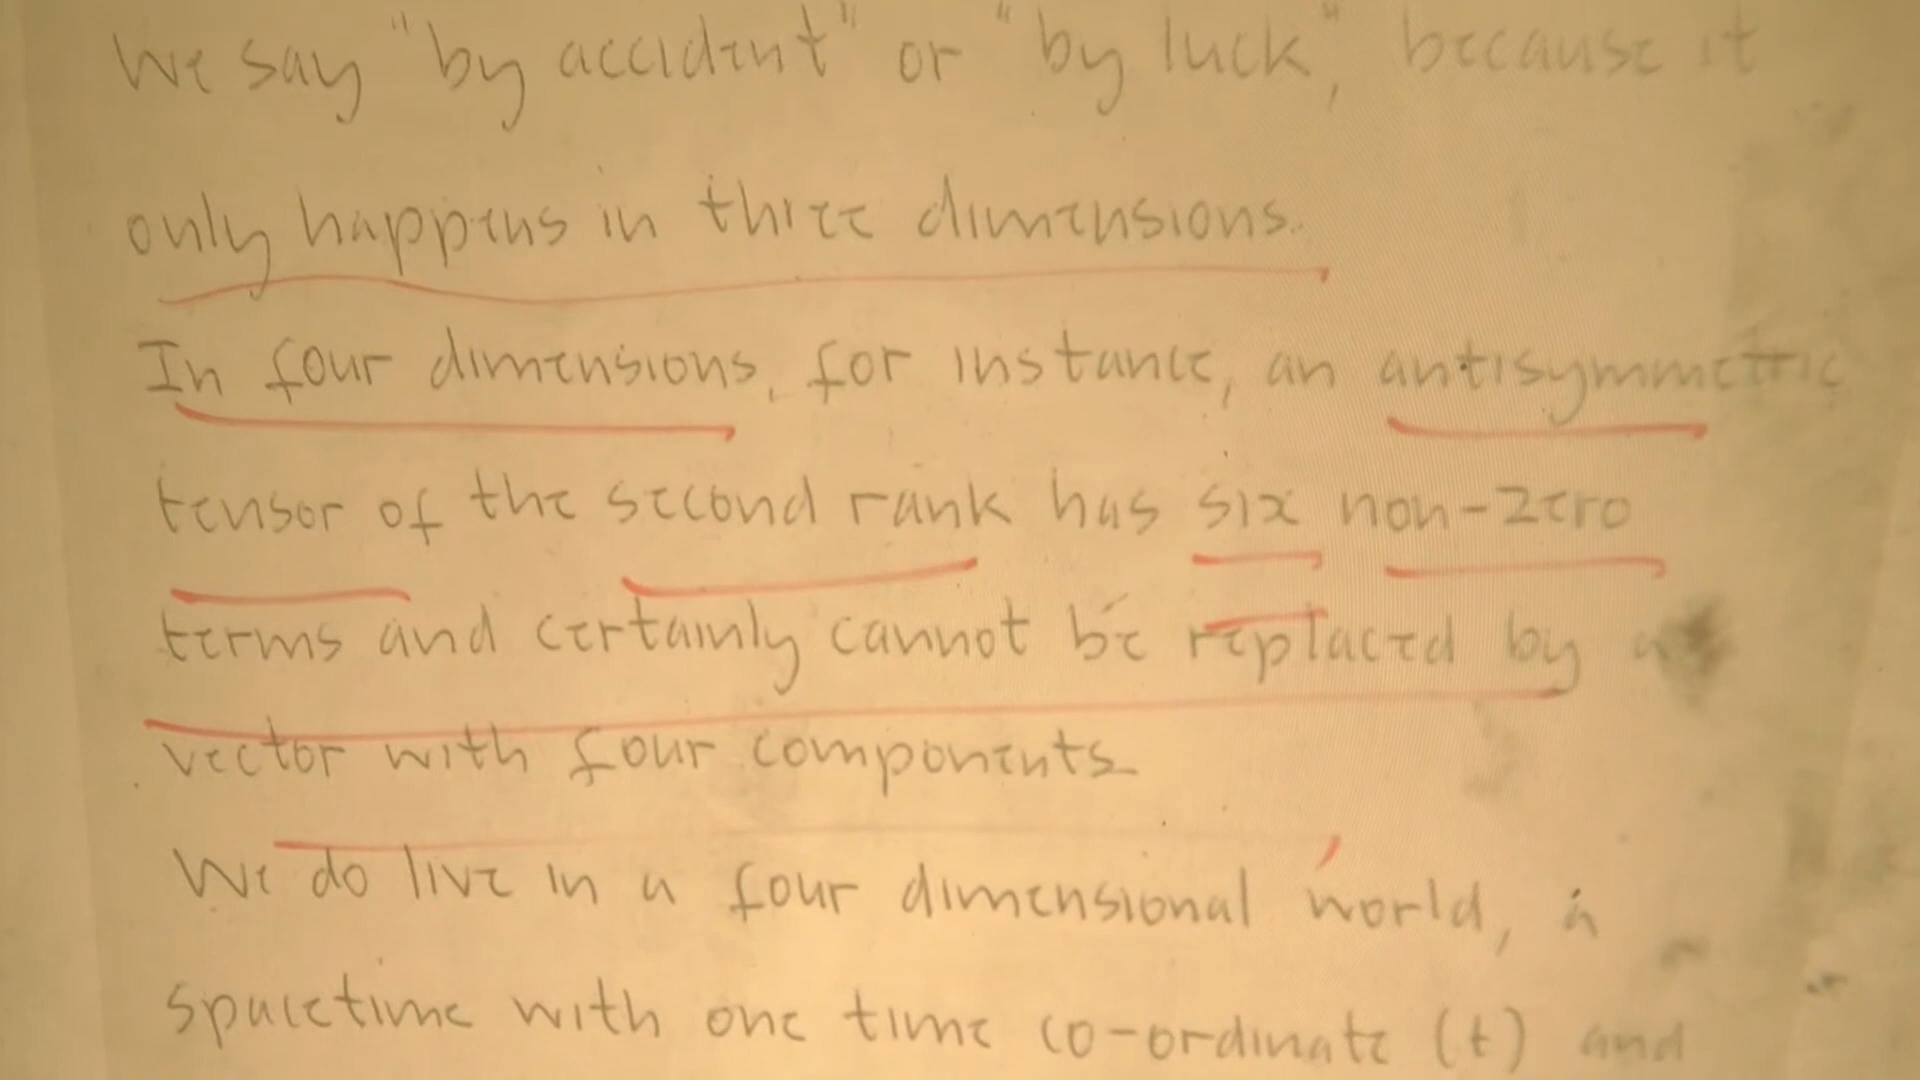 We say "by accident" or "by luck", because it
only happens in three dimensions.
In four dimensions, for instance, an antisymmetric
tensor of the second rank has six non-zero
terms and certainly cannot be replaced by a
vector with four components
We do live in a four dimensional world, in
spacetime with one time co-ordinate (t) and